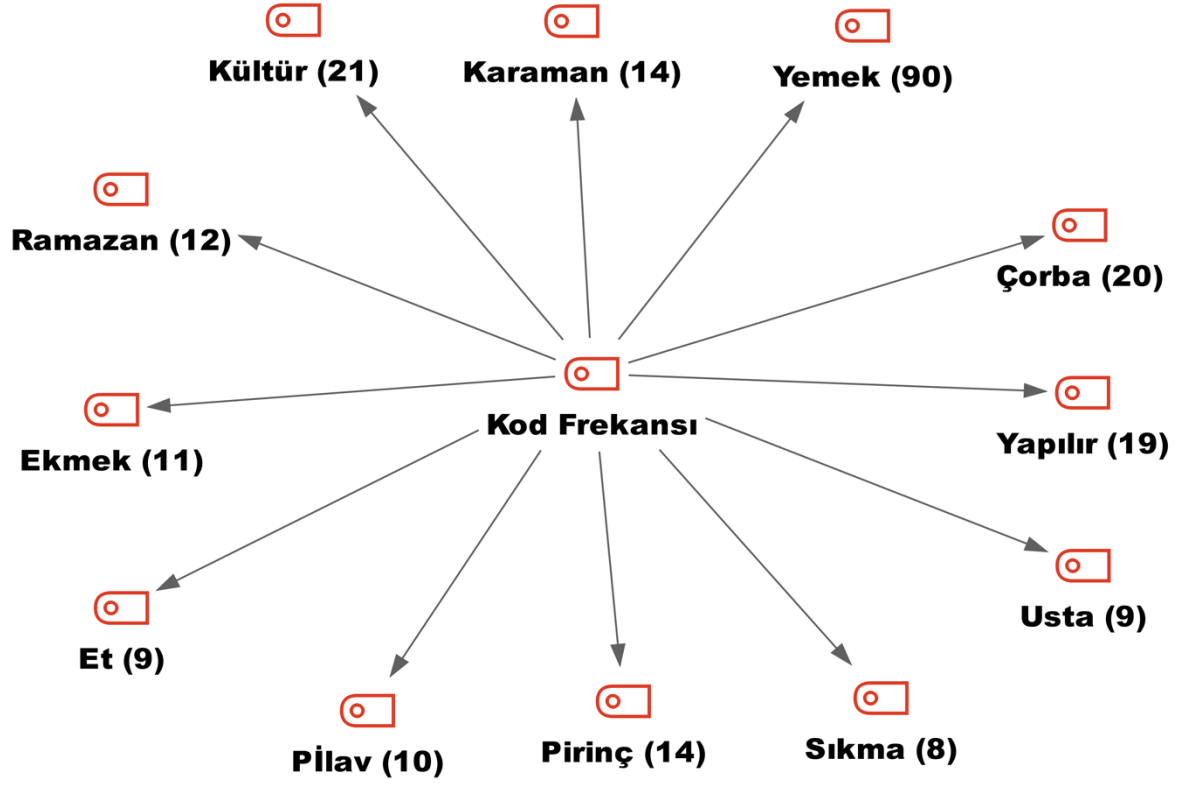 Kültür (21)
Karaman (14)
Yemek (90)
Ramazan (12)
Çorba (20)
Kod Frekansı
Ekmek (11)
Yapılır (19)
Et (9)
Usta (9)
Pİlav (10)
Pirinç (14)
Sıkma (8)